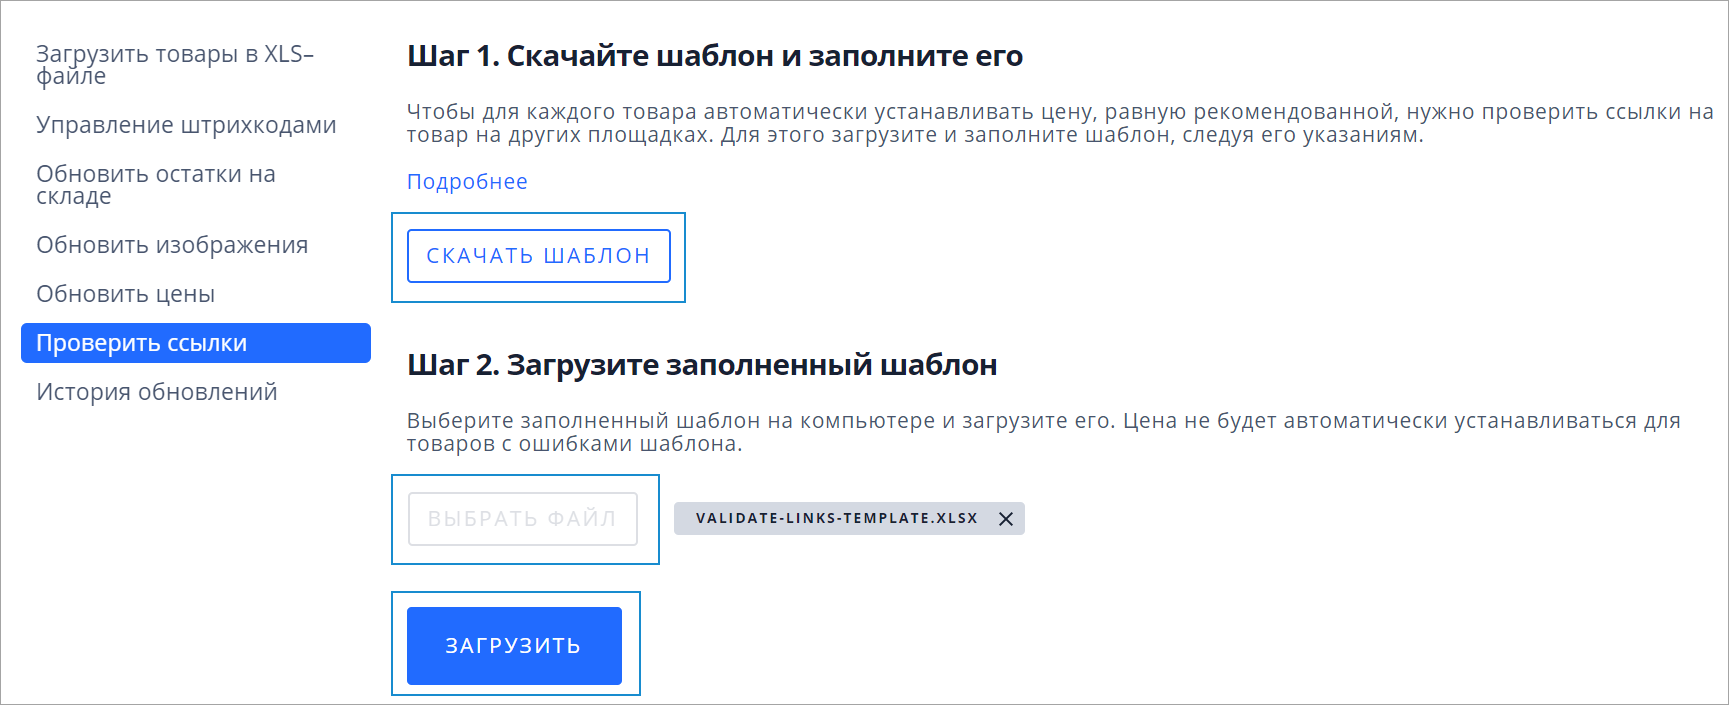 Загрузить товары в XLS–
файле
Управление штрихкодами
Обновить остатки на
складе
Обновить изображения
Обновить цены
Проверить ссылки
История обновлений
Шаг 1. Скачайте шаблон и заполните его
Чтобы для каждого товара автоматически устанавливать цену, равную рекомендованной, нужно проверить ссылки на
товар на других площадках. Для этого загрузите и заполните шаблон, следуя его указаниям.
Подробнее
СКАЧАТЬ ШАБЛОН
Шаг 2. Загрузите заполненный шаблон
Выберите заполненный шаблон на компьютере и загрузите его. Цена не будет автоматически устанавливаться для
товаров с ошибками шаблона.
ВЫБРАТЬ ФАЙЛ
VALIDATE-LINKS-TEMPLATE.XLSX
ЗАГРУЗИТЬ